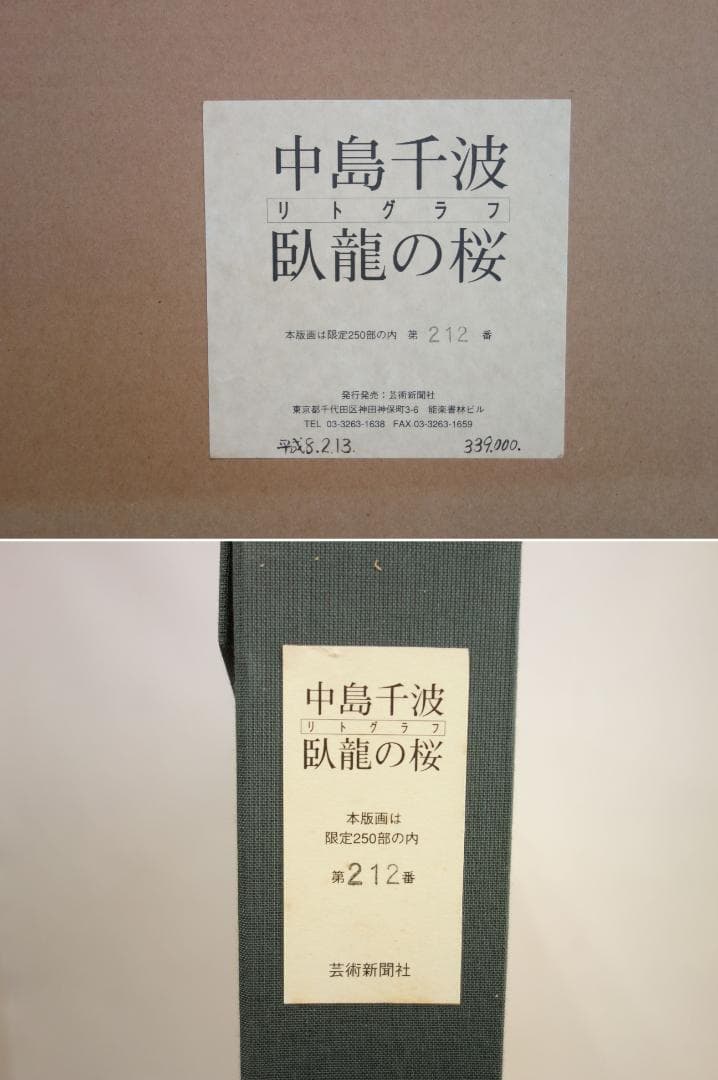 中島千波
リトグラフ
臥龍の桜
本版画は限定250部の内 第 212 番
発行発売：芸術新聞社
東京都千代田区神田神保町3-6 能楽書林ビル
TEL 03-3263-1638 FAX 03-3263-1659
平成8.2.13. 339.000.
中島千波
リトグラフ
臥龍の桜
本版画は
限定250部の内
第212番
芸術新聞社